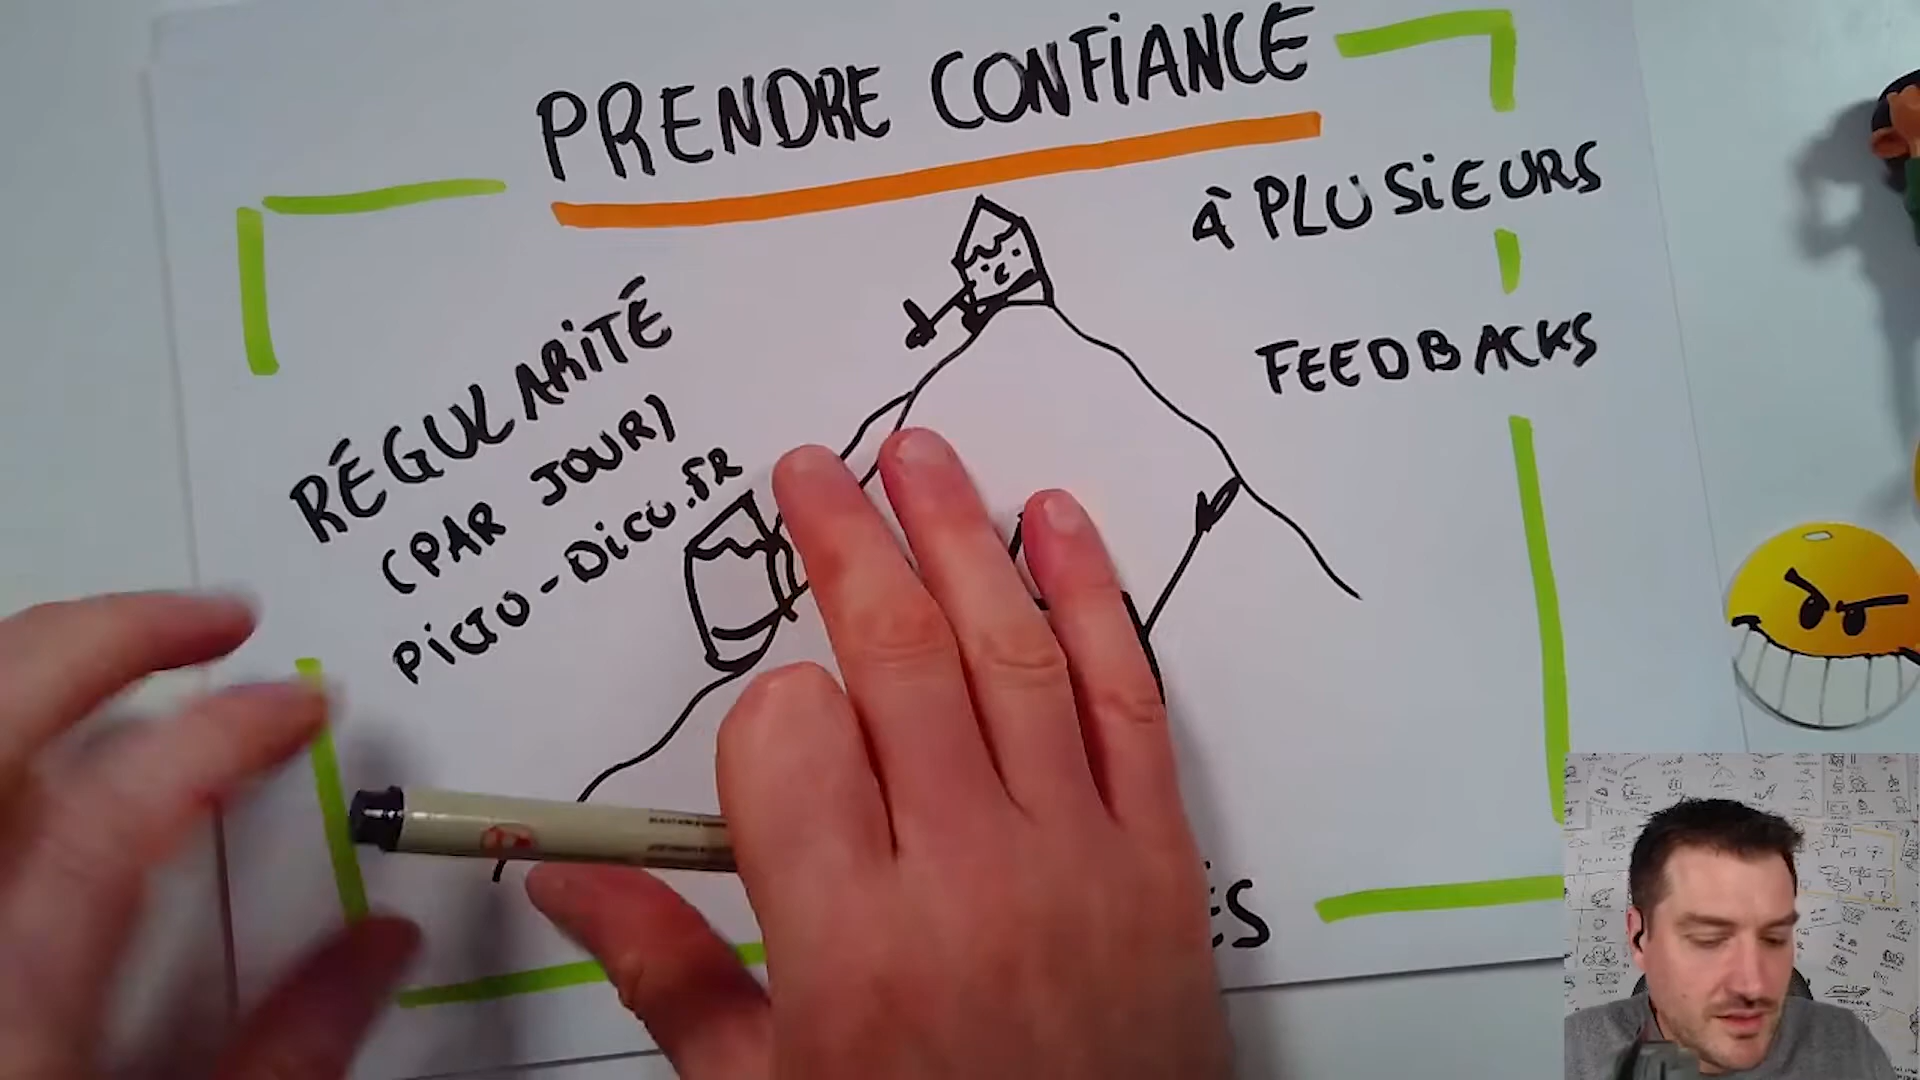 PRENDRE CONFIANCE
RÉGULARITÉ
(PAR JOUR)
PICTO-DICO.FR
À PLUSIEURS
FEEDBACKS